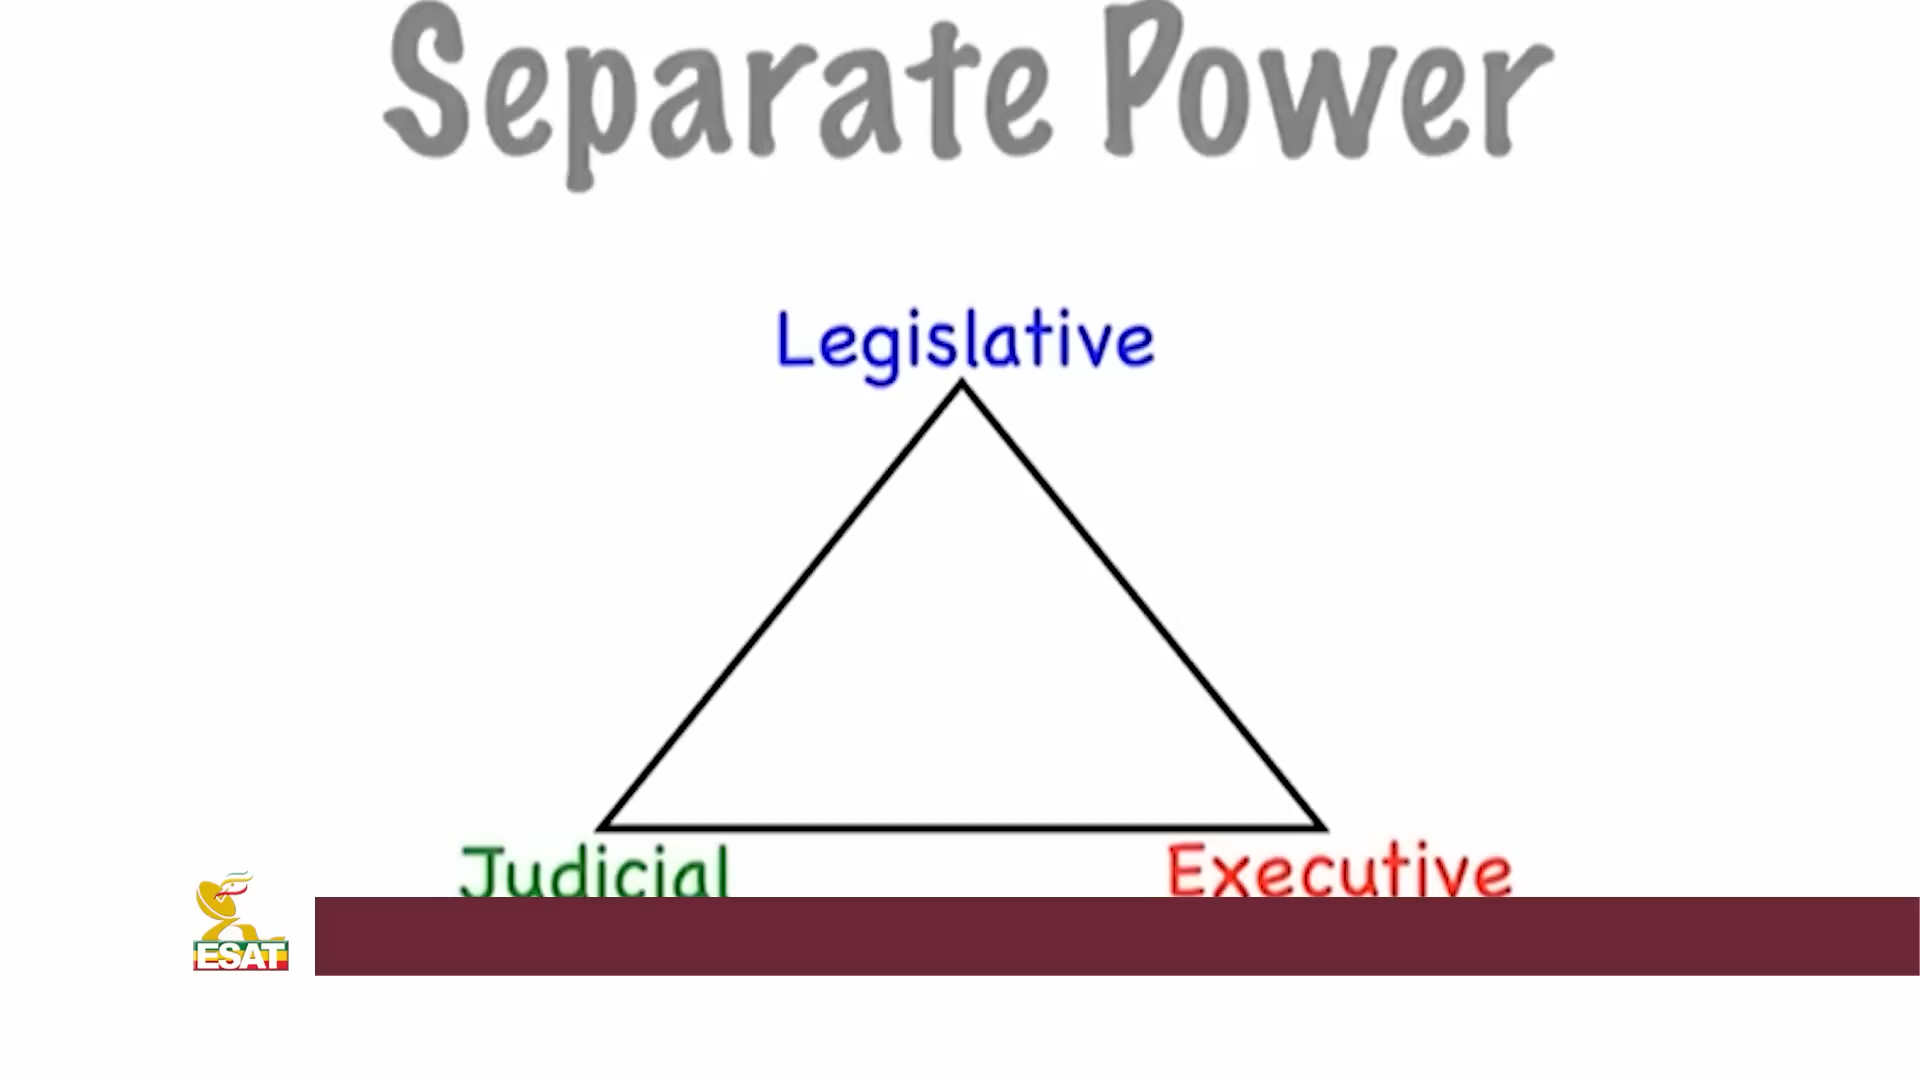 Separate Power
Legislative
Judicial
Executive
ESAT